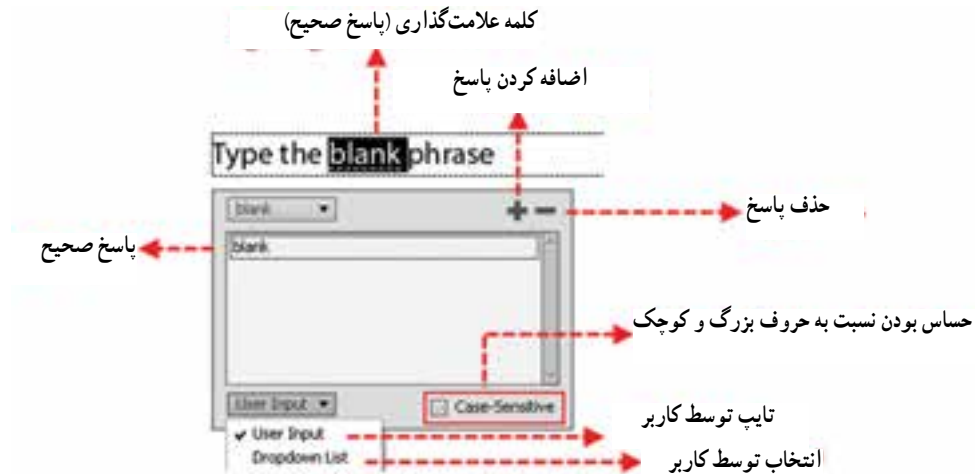 کلمه علامت‌گذاری (پاسخ صحیح)
اضافه کردن پاسخ
Type the blank phrase
blank
حذف پاسخ
blank
پاسخ صحیح
حساس بودن نسبت به حروف بزرگ و کوچک
User Input
Case-Sensitive
تایپ توسط کاربر
User Input
انتخاب توسط کاربر
Dropdown List